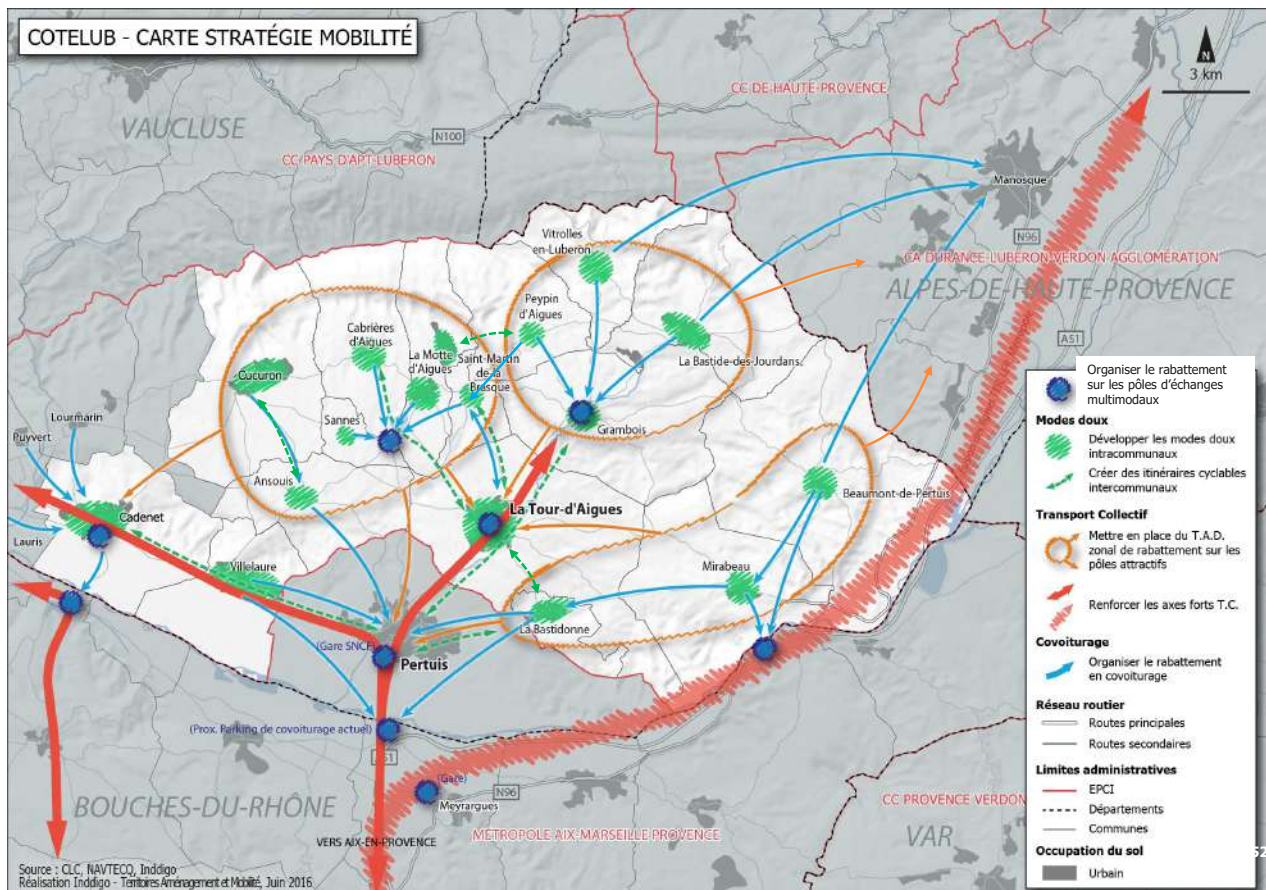 COTELUB - CARTE STRATÉGIE MOBILITÉ
N
3 km
CC DE HAUTE-PROVENCE
VAUCLUSE
N100
CC PAYS D'APT-LUBERON
Manosque
N96
Vitrolles
en-Luberon
CA DURANCE-LUBERON-VERDON AGGLOMÉRATION
ALPES-DE-HAUTE-PROVENCE
Peypin
d'Aigues
Cabrières
d'Aigues
La Motte
d'Aigues
Saint-Martin
de la
Brasque
La Bastide-des-Jourdans
A51
Cucuron
Lourmarin
Puyvert
Sannes
Grambois
Ansouis
Beaumont-de-Pertuis
La Tour-d'Aigues
Cadenet
Lauris
Villelaure
Mirabeau
La Bastidonne
(Gare SNCF)
Pertuis
(Prox. Parking de covoiturage actuel)
A51
(Gare)
Meyrargues
N96
BOUCHES-DU-RHÔNE
CC PROVENCE VERDON
MÉTROPOLE AIX-MARSEILLE PROVENCE
VAR
VERS AIX-EN-PROVENCE
Organiser le rabattement
sur les pôles d'échanges
multimodaux
Modes doux
Développer les modes doux
intracommunaux
Créer des itinéraires cyclables
intercommunaux
Transport Collectif
Mettre en place du T.A.D.
zonal de rabattement sur les
pôles attractifs
Renforcer les axes forts T.C.
Covoiturage
Organiser le rabattement
en covoiturage
Réseau routier
Routes principales
Routes secondaires
Limites administratives
EPCI
Départements
Communes
Occupation du sol
Urbain
52
Source : CLC, NAVTECQ, Inddigo
Réalisation Inddigo - Territoires Aménagement et Mobilité, Juin 2016